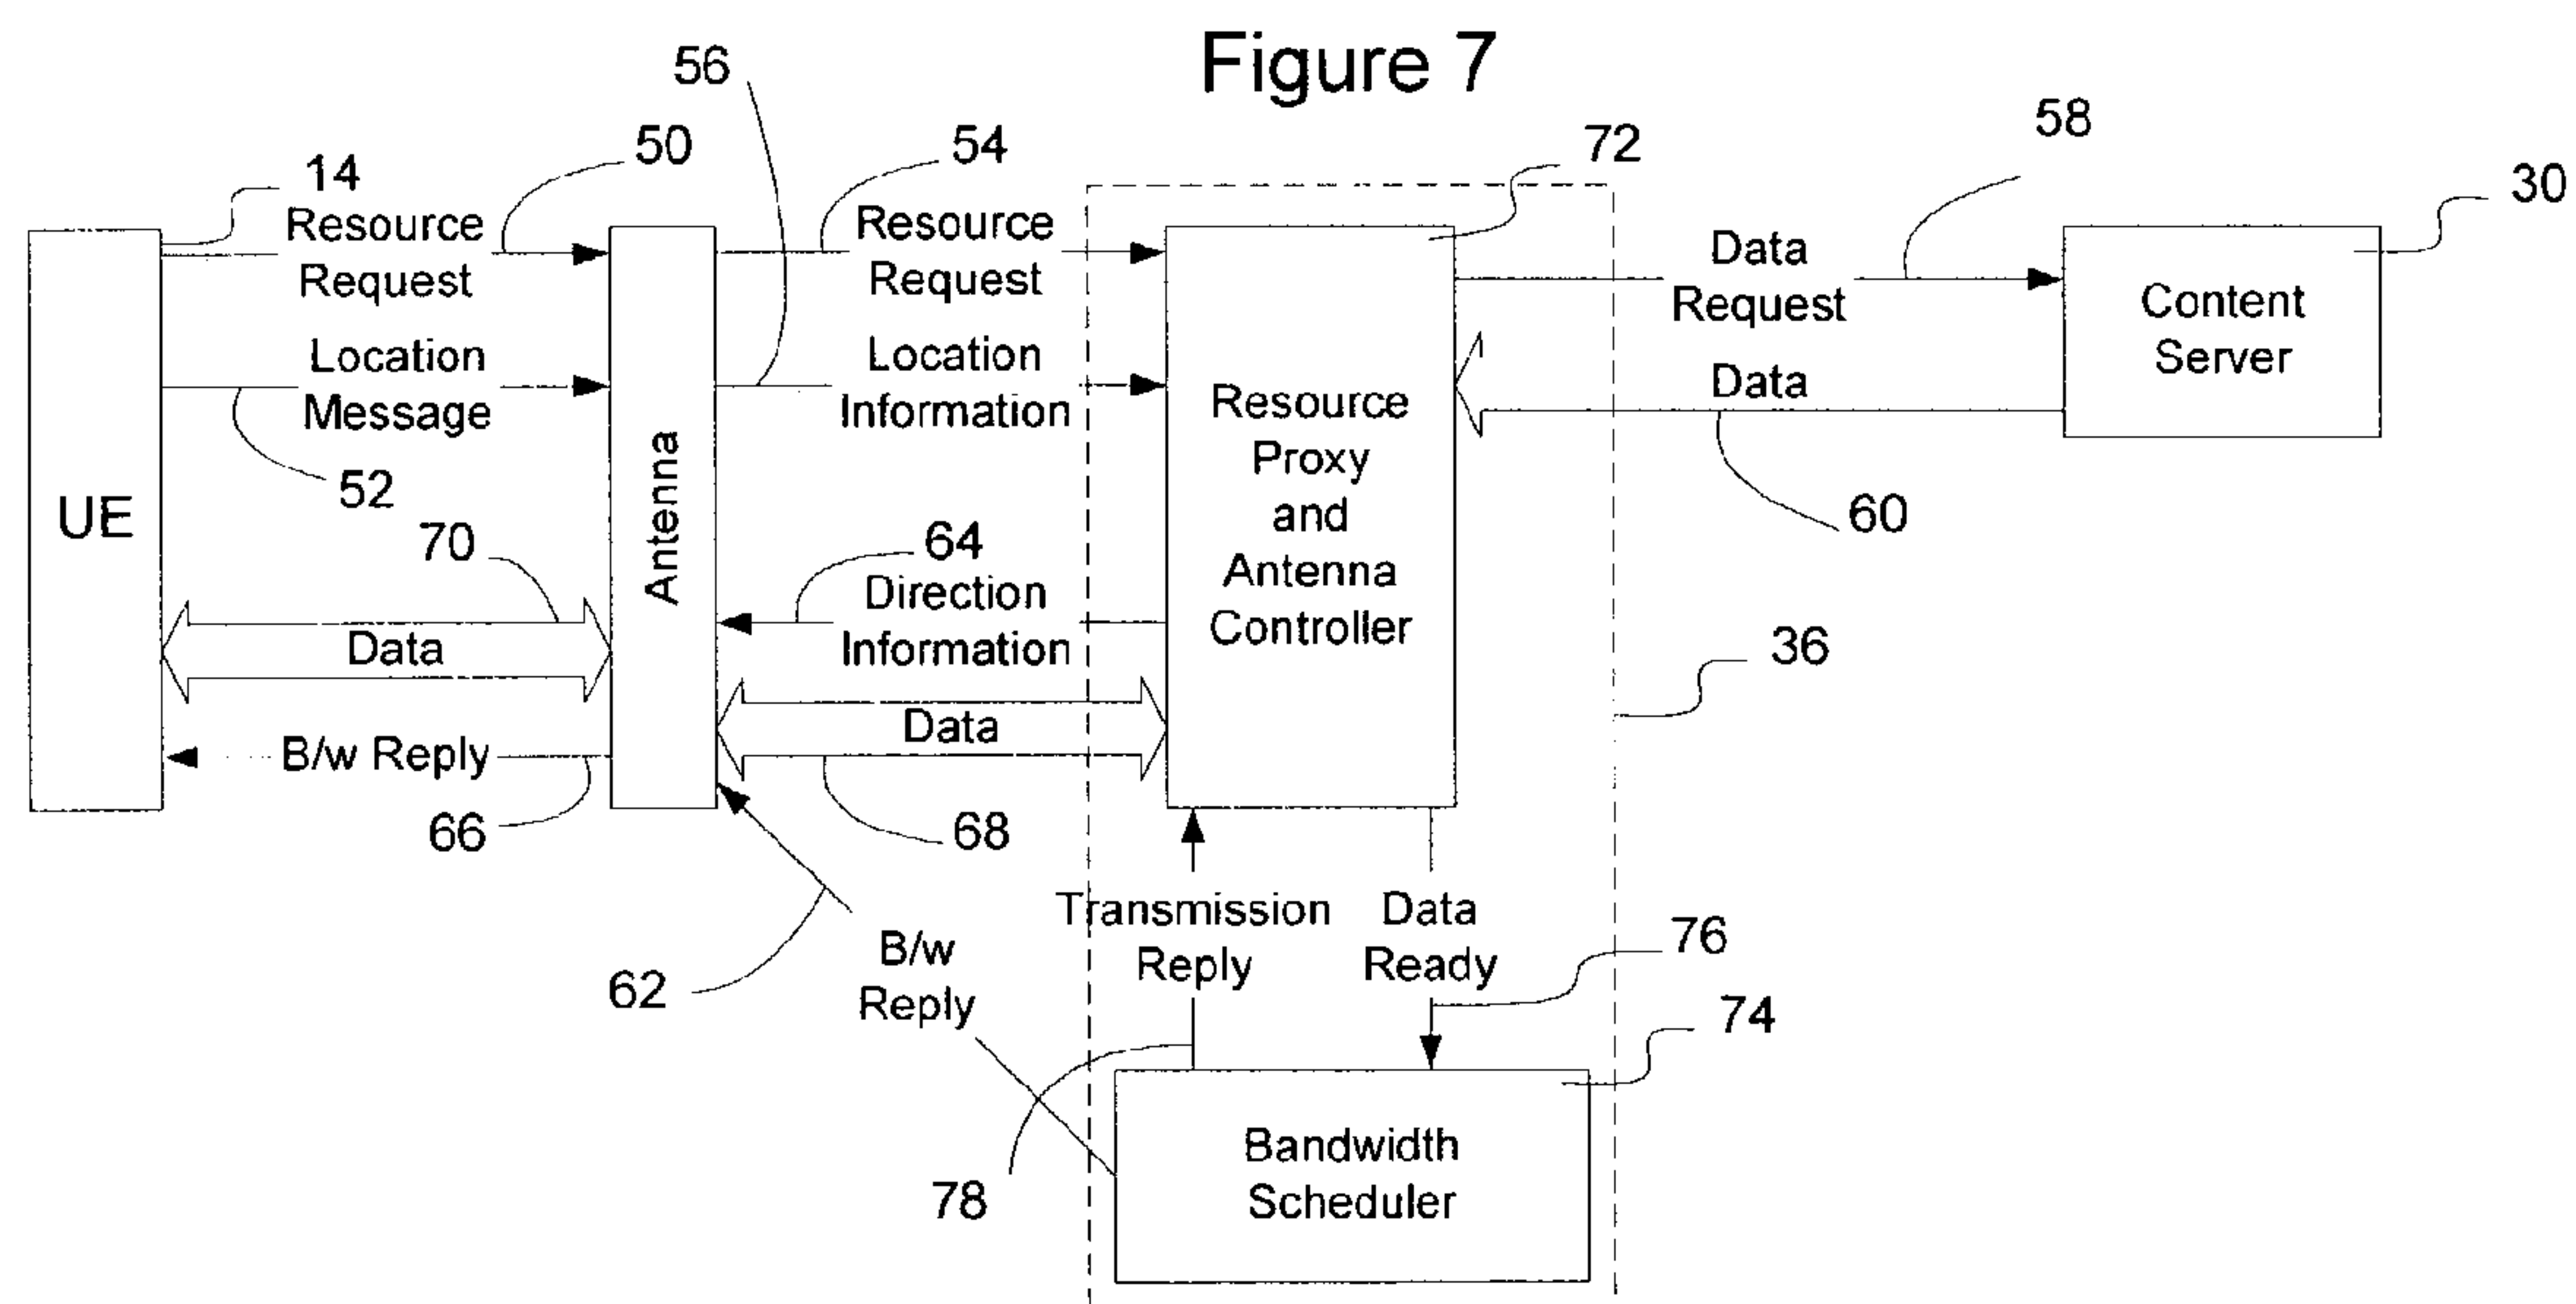 Figure 7
56
58
14
50
54
72
30
Resource
Request
Resource
Request
Data
Request
Content
Server
Location
Message
Location
Information
Data
52
60
UE
Antenna
Resource
Proxy
and
Antenna
Controller
70
64
Direction
Information
36
Data
Data
B/w Reply
66
68
62
B/w
Reply
Transmission
Reply
Data
Ready
76
74
78
Bandwidth
Scheduler